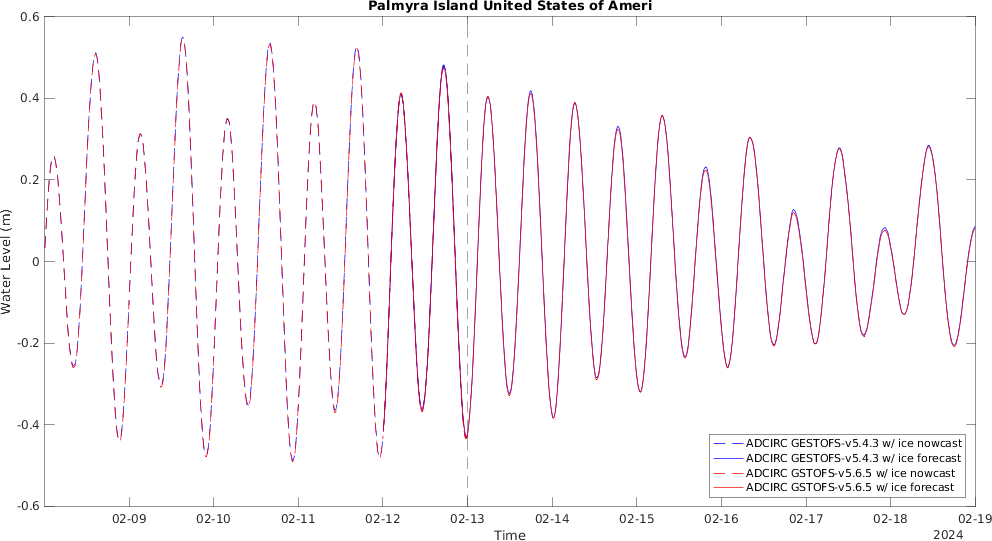 Palmyra Island United States of Ameri
0.6
0.4
0.2
0
-0.2
-0.4
-0.6
Water Level (m)
ADCIRC GESTOFS-v5.4.3 w/ ice nowcast
ADCIRC GESTOFS-v5.4.3 w/ ice forecast
ADCIRC GSTOFS-v5.6.5 w/ ice nowcast
ADCIRC GSTOFS-v5.6.5 w/ ice forecast
02-09 02-10 02-11 02-12 02-13 02-14 02-15 02-16 02-17 02-18 02-19
Time
2024